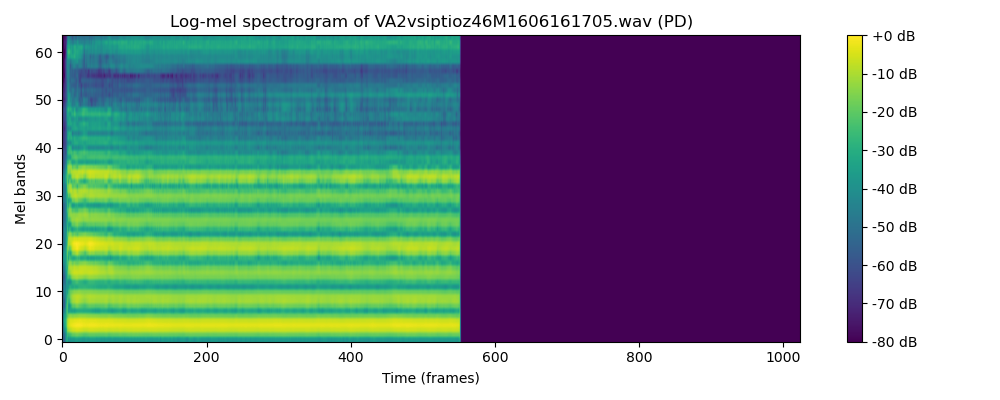 Log-mel spectrogram of VA2vsiptioz46M1606161705.wav (PD)
Mel bands
60
50
40
30
20
10
0
0
200
400
600
800
1000
Time (frames)
+0 dB
-10 dB
-20 dB
-30 dB
-40 dB
-50 dB
-60 dB
-70 dB
-80 dB